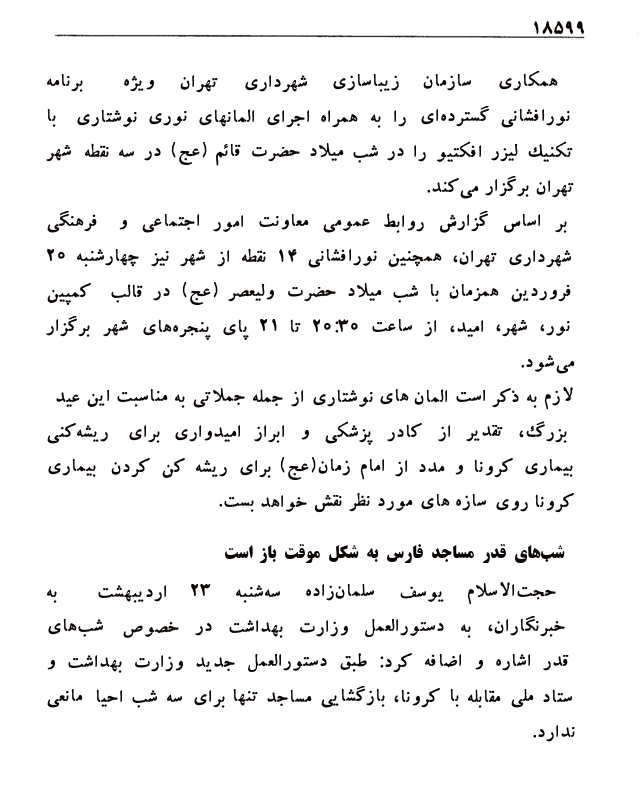 ۱۸۵۹۹
همکاری سازمان زیباسازی شهرداری تهران ویژه برنامه
نورافشانی گسترده‌ای را به همراه اجرای المانهای نوری نوشتاری با
تکنیك لیزر افکتیو را در شب میلاد حضرت قائم (عج) در سه نقطه شهر
تهران برگزار می‌کند.
بر اساس گزارش روابط عمومی معاونت امور اجتماعی و فرهنگی
شهرداری تهران، همچنین نورافشانی ۱۴ نقطه از شهر نیز چهارشنبه ۲۰
فروردین همزمان با شب میلاد حضرت ولیعصر (عج) در قالب کمپین
نور، شهر، امید، از ساعت ۲۰:۳۰ تا ۲۱ پای پنجره‌های شهر برگزار
می‌شود.
لازم به ذکر است المان های نوشتاری از جمله جملاتی به مناسبت این عید
بزرگ، تقدیر از کادر پزشکی و ابراز امیدواری برای ریشه‌کنی
بیماری کرونا و مدد از امام زمان(عج) برای ریشه کن کردن بیماری
کرونا روی سازه های مورد نظر نقش خواهد بست.
شب‌های قدر مساجد فارس به شکل موقت باز است
حجت‌الاسلام یوسف سلمان‌زاده سه‌شنبه ۲۳ اردیبهشت به
خبرنگاران، به دستورالعمل وزارت بهداشت در خصوص شب‌های
قدر اشاره و اضافه کرد: طبق دستورالعمل جدید وزارت بهداشت و
ستاد ملی مقابله با کرونا، بازگشایی مساجد تنها برای سه شب احیا مانعی
ندارد.